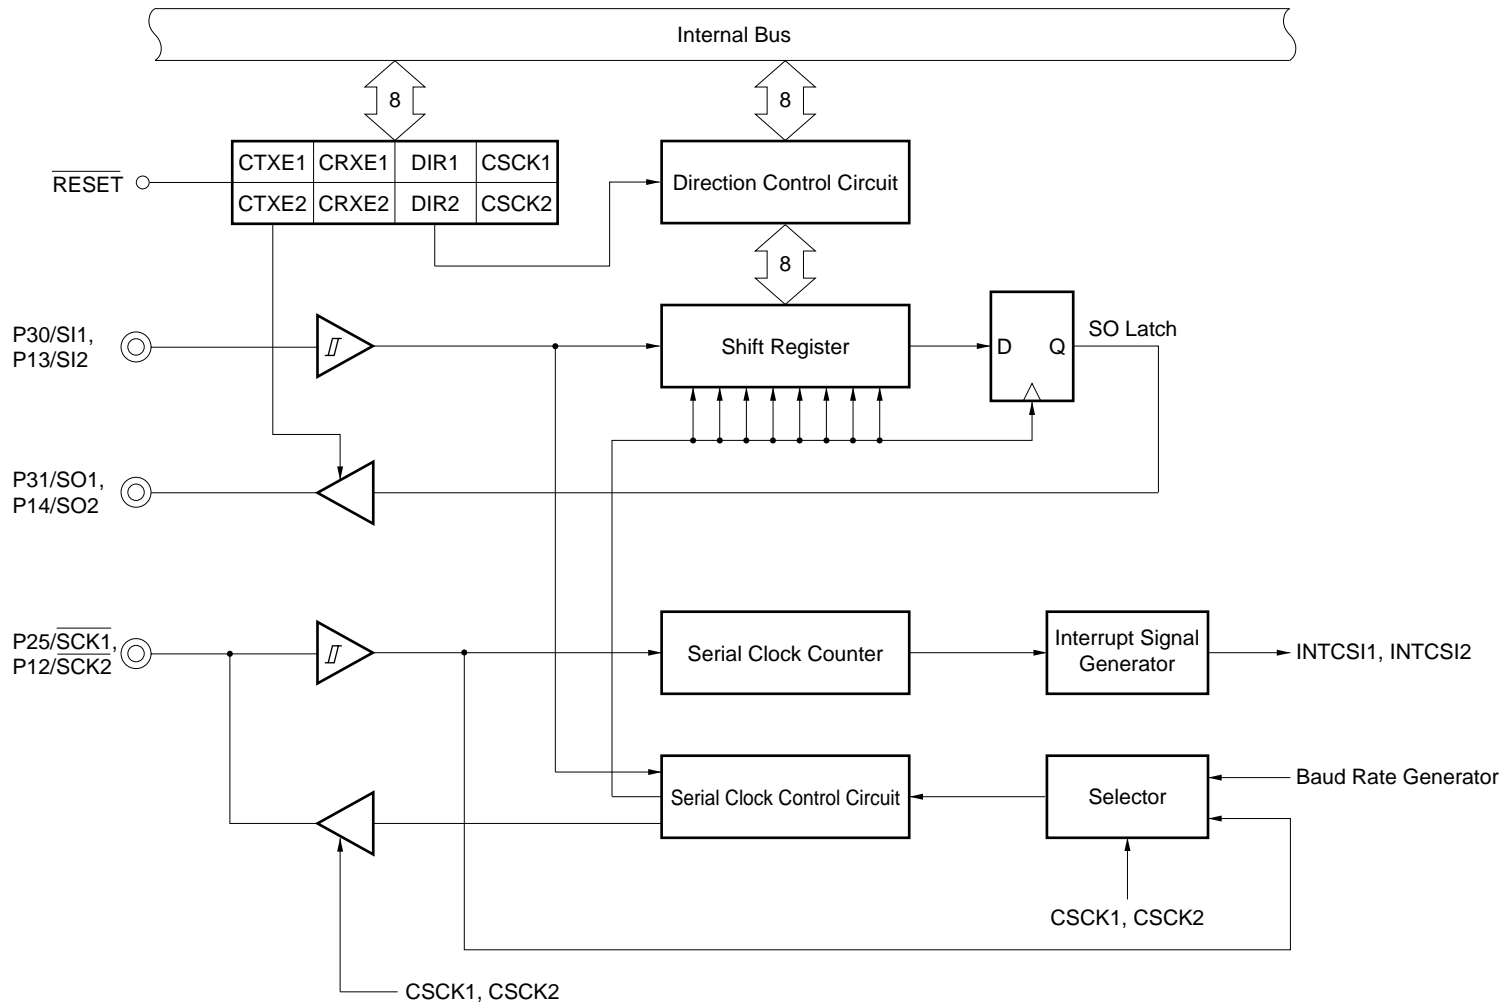 Internal Bus
8
8
CTXE1 CRXE1 DIR1 CSCK1
RESET
CTXE2 CRXE2 DIR2 CSCK2
Direction Control Circuit
8
P30/SI1,
P13/SI2
Shift Register
D Q
SO Latch
P31/SO1,
P14/SO2
P25/SCK1,
P12/SCK2
Serial Clock Counter
Interrupt Signal
Generator
INTCSI1, INTCSI2
Serial Clock Control Circuit
Selector
Baud Rate Generator
CSCK1, CSCK2
CSCK1, CSCK2